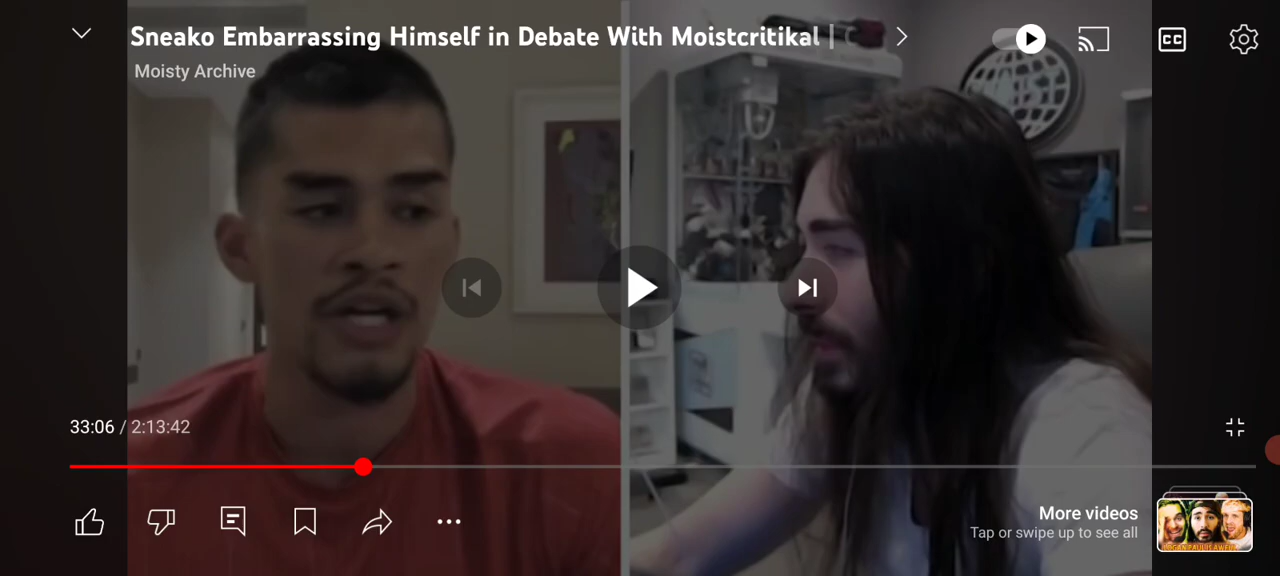 Sneako Embarrassing Himself in Debate With Moistcritikal |
Moisty Archive
CC
33:06 / 2:13:42
More videos
Tap or swipe up to see all